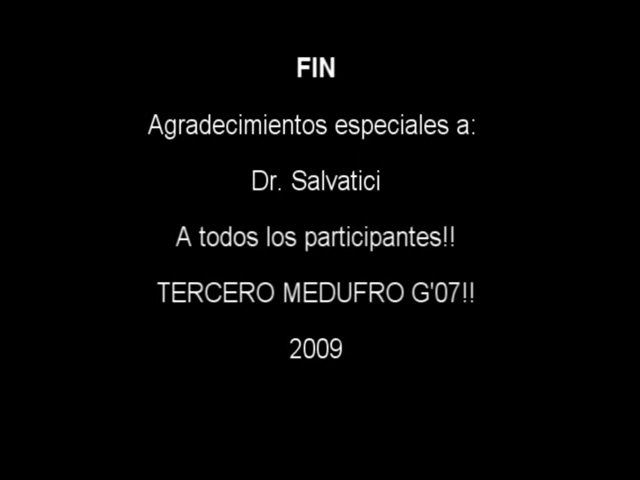 FIN
Agradecimientos especiales a:
Dr. Salvatici
A todos los participantes!!
TERCERO MEDUFRO G'07!!
2009